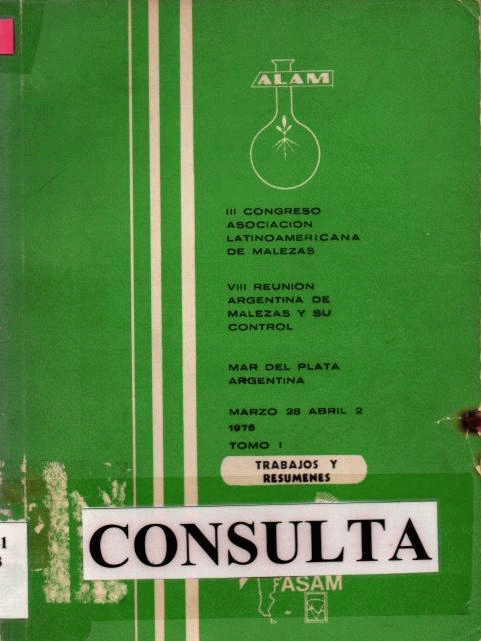 ALAM
III CONGRESO
ASOCIACION
LATINOAMERICANA
DE MALEZAS
VIII REUNION
ARGENTINA DE
MALEZAS Y SU
CONTROL
MAR DEL PLATA
ARGENTINA
MARZO 28 ABRIL 2
1976
TOMO I
TRABAJOS Y
RESUMENES
CONSULTA
ASAM